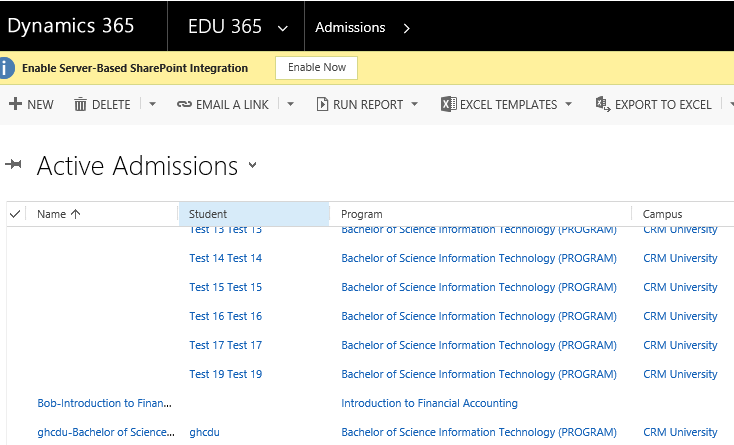 Dynamics 365 EDU 365 Admissions
Enable Server-Based SharePoint Integration Enable Now
NEW DELETE EMAIL A LINK RUN REPORT EXCEL TEMPLATES EXPORT TO EXCEL
Active Admissions
Name Student Program Campus
Test 13 Test 13 Bachelor of Science Information Technology (PROGRAM) CRM University
Test 14 Test 14 Bachelor of Science Information Technology (PROGRAM) CRM University
Test 15 Test 15 Bachelor of Science Information Technology (PROGRAM) CRM University
Test 16 Test 16 Bachelor of Science Information Technology (PROGRAM) CRM University
Test 17 Test 17 Bachelor of Science Information Technology (PROGRAM) CRM University
Test 19 Test 19 Bachelor of Science Information Technology (PROGRAM) CRM University
Bob-Introduction to Finan... Introduction to Financial Accounting
ghcdu-Bachelor of Science... ghcdu Bachelor of Science Information Technology (PROGRAM) CRM University